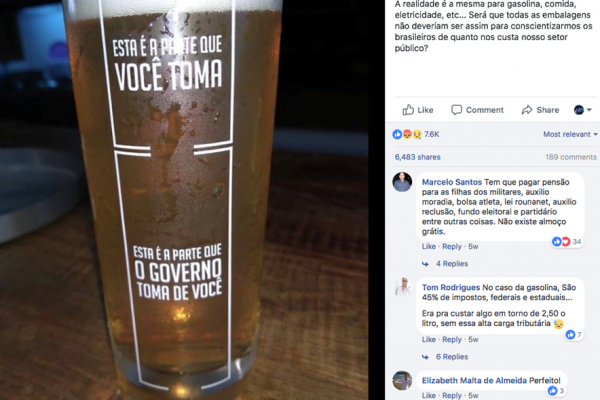 ESTA É A PARTE QUE
VOCÊ TOMA
ESTA É A PARTE QUE
O GOVERNO
TOMA DE VOCÊ
A realidade é a mesma para gasolina, comida,
eletricidade, etc... Será que todas as embalagens
não deveriam ser assim para conscientizarmos os
brasileiros de quanto nos custa nosso setor
público?
Like
Comment
Share
7.6K
Most relevant
6,483 shares
189 comments
Marcelo Santos Tem que pagar pensão
para as filhas dos militares, auxilio
moradia, bolsa atleta, lei rounanet, auxilio
reclusão, fundo eleitoral e partidário
entre outras coisas. Não existe almoço
grátis.
34
Like · Reply · 5w
4 Replies
Tom Rodrigues No caso da gasolina, São
45% de impostos, federais e estaduais...
Era pra custar algo em torno de 2,50 o
litro, sem essa alta carga tributária
7
Like · Reply · 5w
6 Replies
Elizabeth Malta de Almeida Perfeito!
3
Like · Reply · 5w